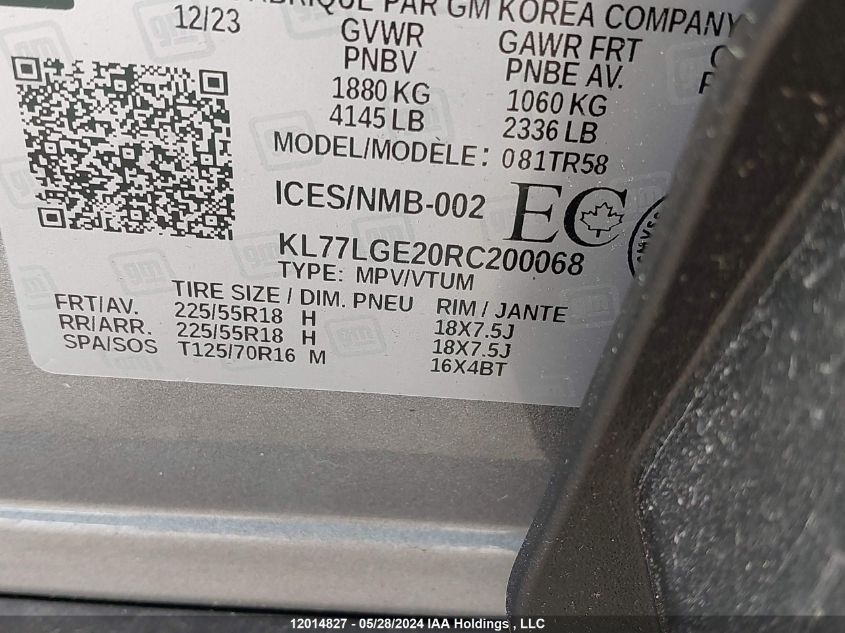 PAR GM KOREA COMPANY
12/23
GVWR
PNBV
1880 KG
4145 LB
GAWR FRT
PNBE AV.
1060 KG
2336 LB
MODEL/MODÈLE: 081TR58
ICES/NMB-002 EC
KL77LGE20RC200068
TYPE: MPV/VTUM
TIRE SIZE / DIM. PNEU RIM / JANTE
FRT/AV. 225/55R18 H 18X7.5J
RR/ARR. 225/55R18 H 18X7.5J
SPA/SOS T125/70R16 M 16X4BT
gm
12014827 - 05/28/2024 IAA Holdings , LLC